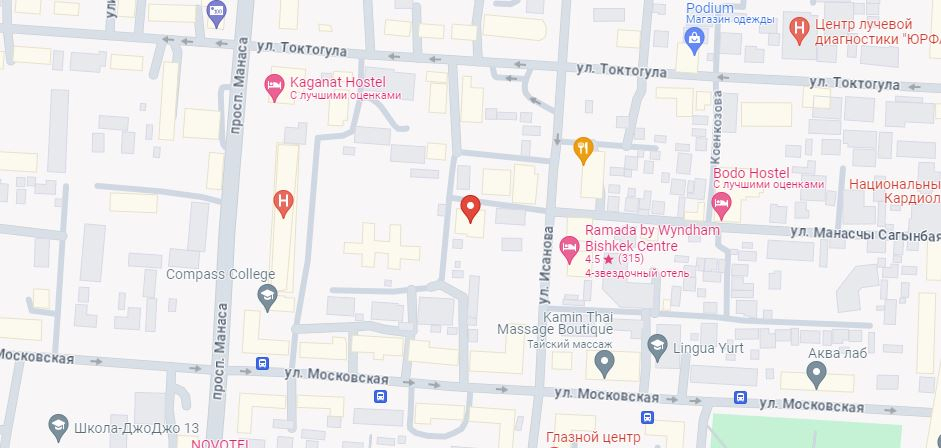 Podium
Магазин одежды
Центр лучевой
диагностики "ЮРФА
ул. Токтогула
ул. Токтогула
ул. Токтогула
Kaganat Hostel
С лучшими оценками
просп. Манаса
Коенкозова
Bodo Hostel
С лучшими оценками
Национальны
Кардиол
Ramada by Wyndham
Bishkek Centre
4.5 ★ (315)
4-звездочный отель
ул. Манасчы Сагынбая
ул. Исанова
Compass College
просп. Манаса
Kamin Thai
Massage Boutique
Тайский массаж
Lingua Yurt
Аква лаб
Московская
ул. Московская
ул. Московская
ул. Московская
Школа-ДжоДжо 13
NOVOTEL
Глазной центр